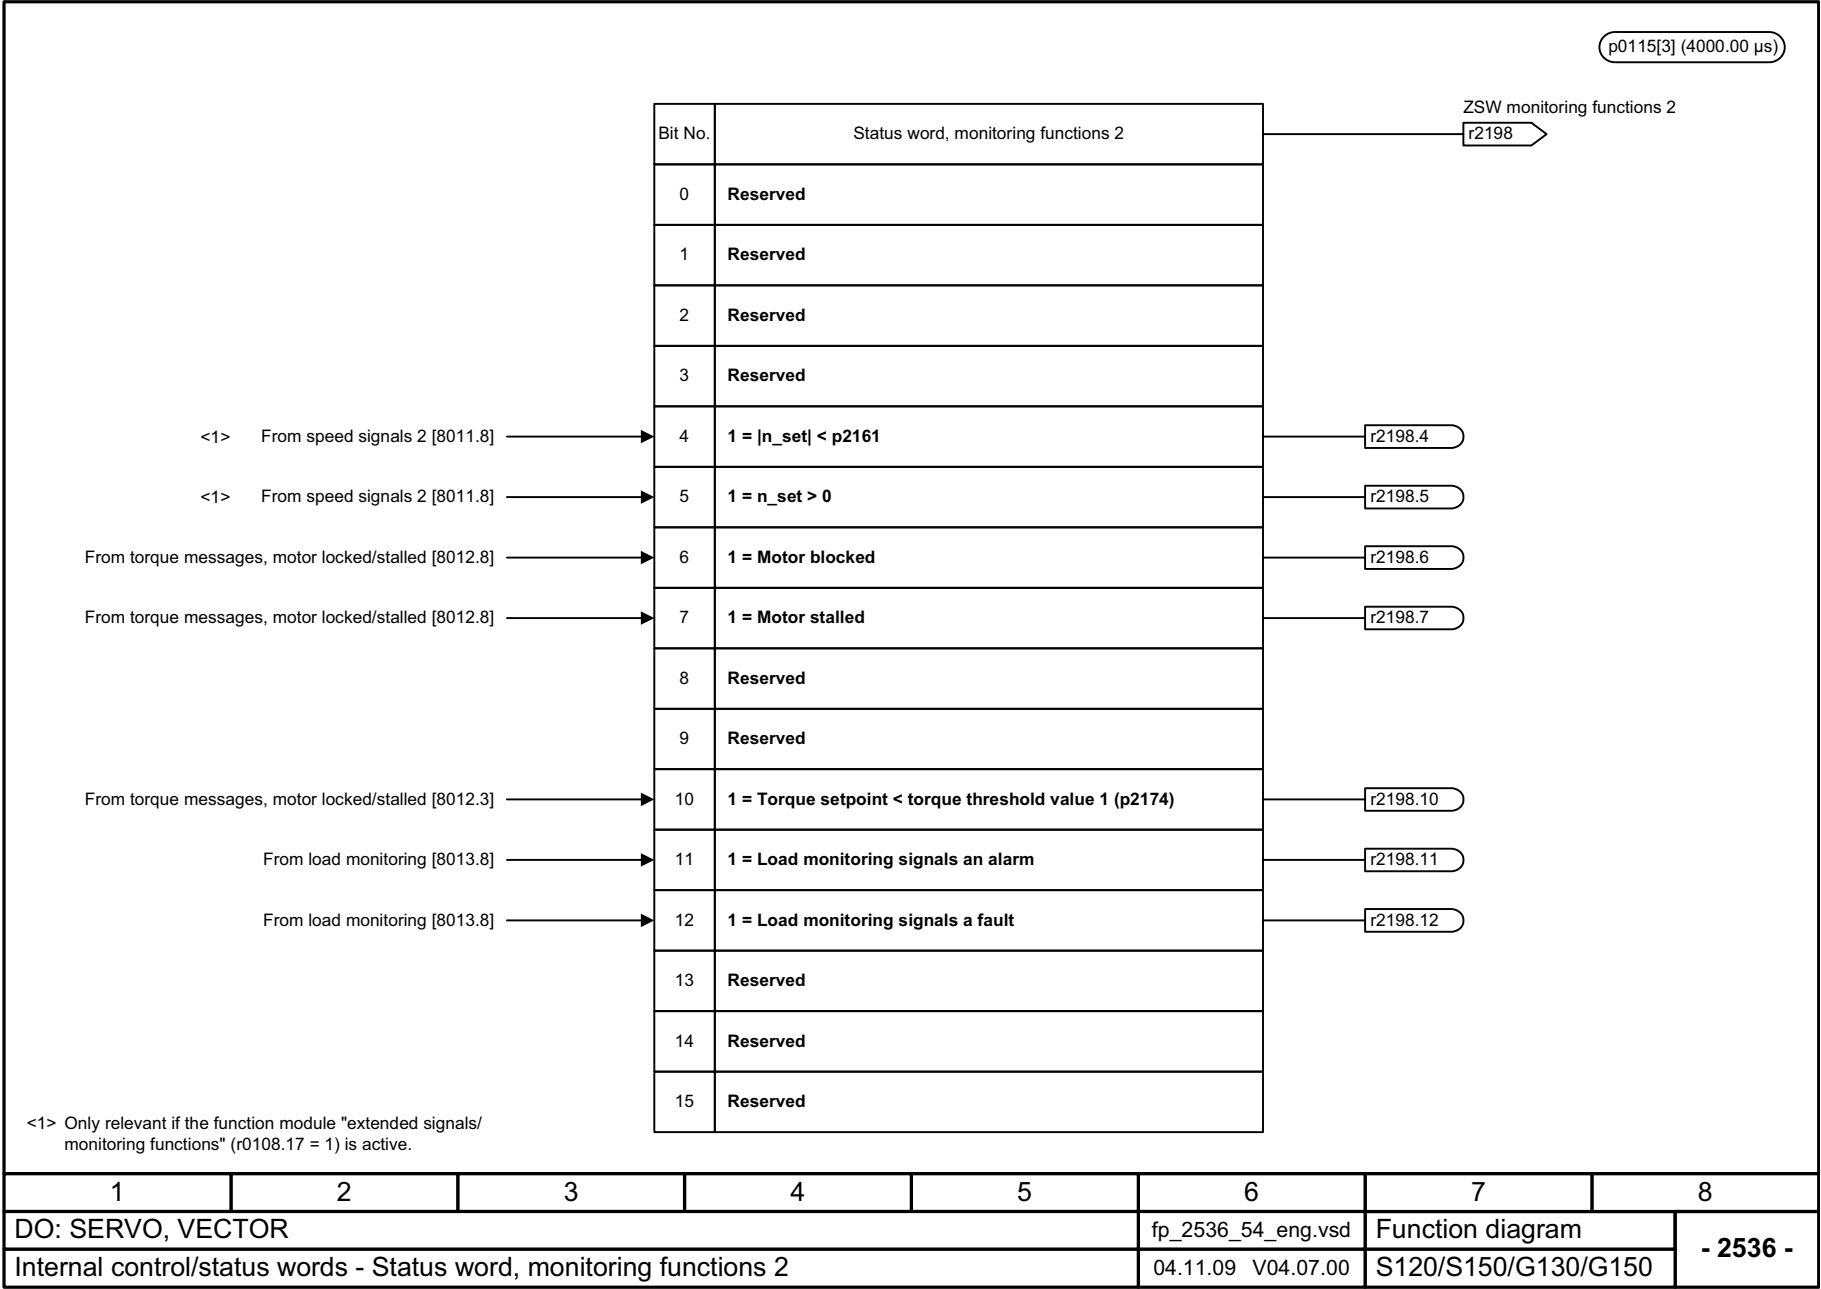 p0115[3] (4000.00 µs)
ZSW monitoring functions 2
Bit No. Status word, monitoring functions 2 r2198
0 Reserved
1 Reserved
2 Reserved
3 Reserved
<1> From speed signals 2 [8011.8] 4 1 = |n_set| < p2161 r2198.4
<1> From speed signals 2 [8011.8] 5 1 = n_set > 0 r2198.5
From torque messages, motor locked/stalled [8012.8] 6 1 = Motor blocked r2198.6
From torque messages, motor locked/stalled [8012.8] 7 1 = Motor stalled r2198.7
8 Reserved
9 Reserved
From torque messages, motor locked/stalled [8012.3] 10 1 = Torque setpoint < torque threshold value 1 (p2174) r2198.10
From load monitoring [8013.8] 11 1 = Load monitoring signals an alarm r2198.11
From load monitoring [8013.8] 12 1 = Load monitoring signals a fault r2198.12
13 Reserved
14 Reserved
15 Reserved
<1> Only relevant if the function module "extended signals/
monitoring functions" (r0108.17 = 1) is active.
1 2 3 4 5 6 7 8
DO: SERVO, VECTOR fp_2536_54_eng.vsd Function diagram
- 2536 -
Internal control/status words - Status word, monitoring functions 2 04.11.09 V04.07.00 S120/S150/G130/G150